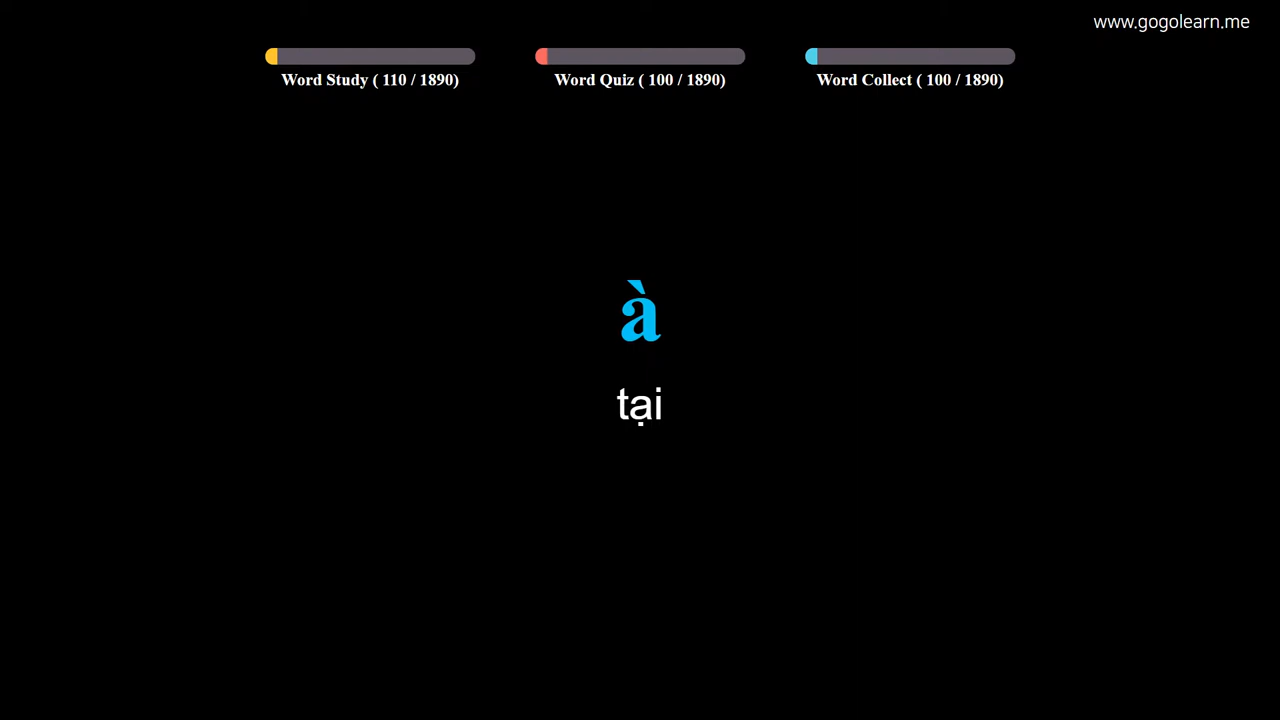 www.gogolearn.me
Word Study ( 110 / 1890)
Word Quiz ( 100 / 1890)
Word Collect ( 100 / 1890)
à
tại